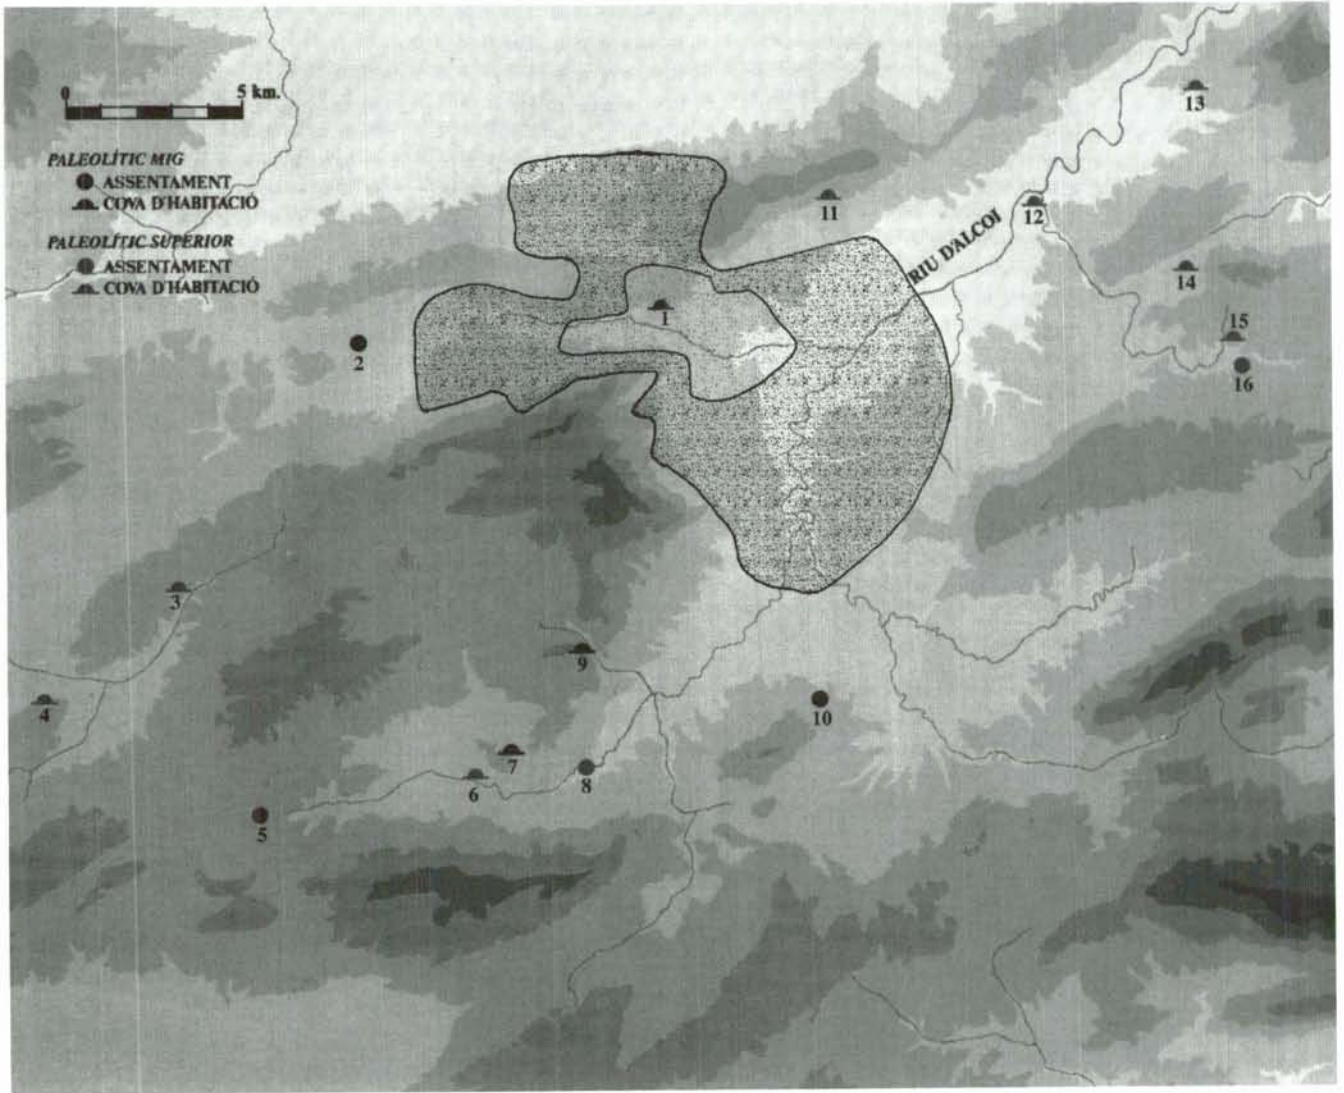 0 5 km.
PALEOLÍTIC MIG
ASSENTAMENT
COVA D'HABITACIÓ
PALEOLÍTIC SUPERIOR
ASSENTAMENT
COVA D'HABITACIÓ
RIU D'ALCOI
13
11
12
14
1
15
2
16
3
9
4
10
7
6
8
5